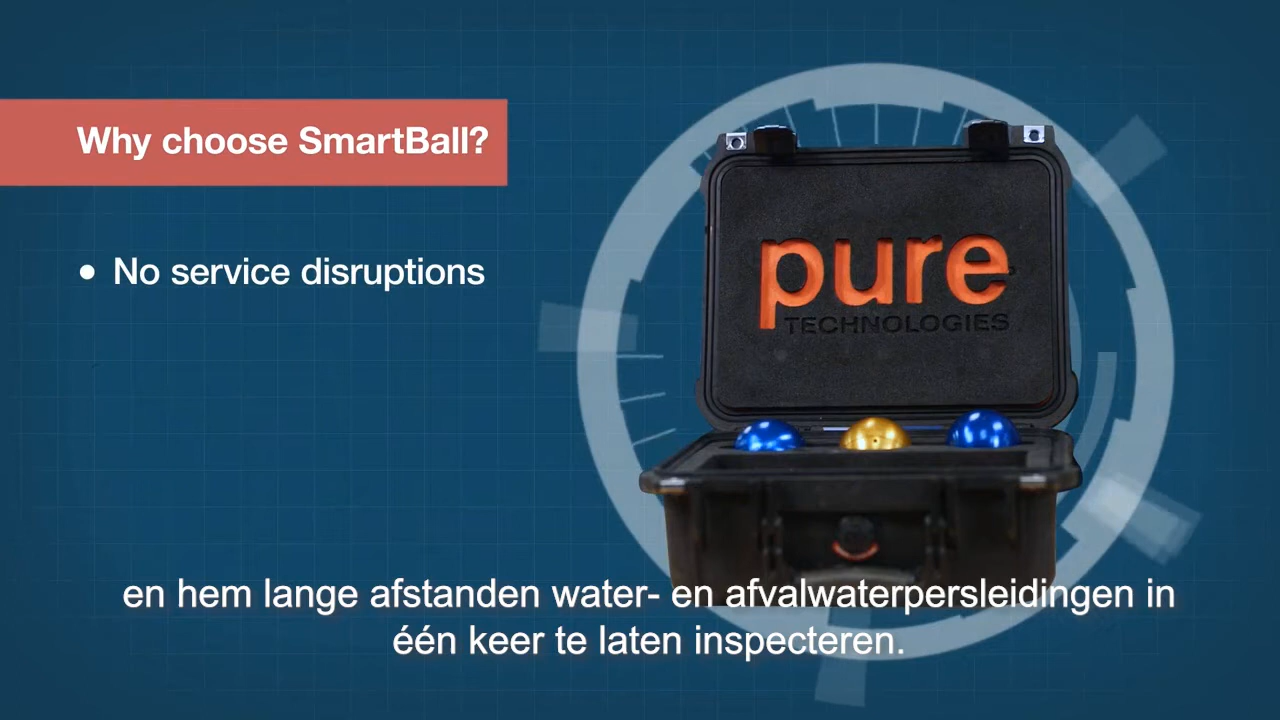 Why choose SmartBall?
• No service disruptions
pure
TECHNOLOGIES
en hem lange afstanden water- en afvalwaterpersleidingen in
één keer te laten inspecteren.